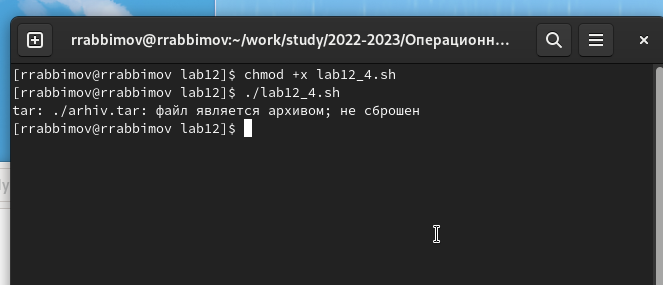 rrabbimov@rrabbimov:~/work/study/2022-2023/Операционн...
[rrabbimov@rrabbimov lab12]$ chmod +x lab12_4.sh
[rrabbimov@rrabbimov lab12]$ ./lab12_4.sh
tar: ./arhiv.tar: файл является архивом; не сброшен
[rrabbimov@rrabbimov lab12]$